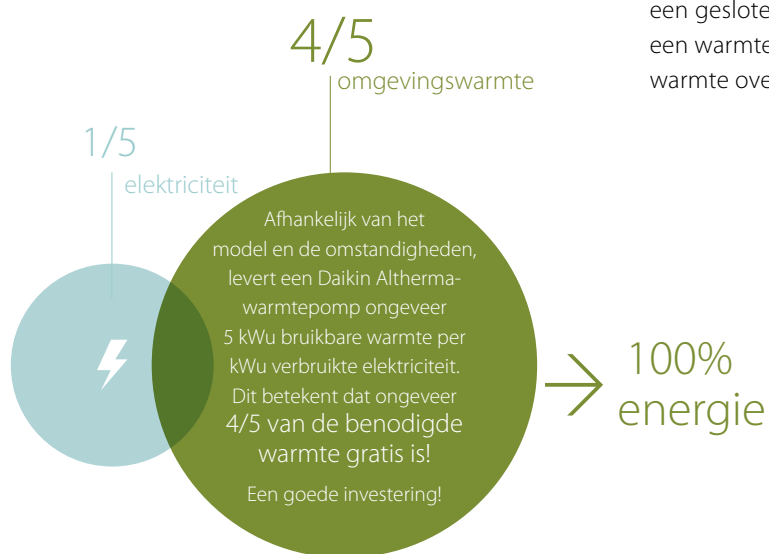 een geslote
een warmte
warmte ove
4/5
omgevingswarmte
1/5
elektriciteit
Afhankelijk van het
model en de omstandigheden,
levert een Daikin Altherma-
warmtepomp ongeveer
5 kWu bruikbare warmte per
kWu verbruikte elektriciteit.
Dit betekent dat ongeveer
4/5 van de benodigde
warmte gratis is!
Een goede investering!
100%
energie